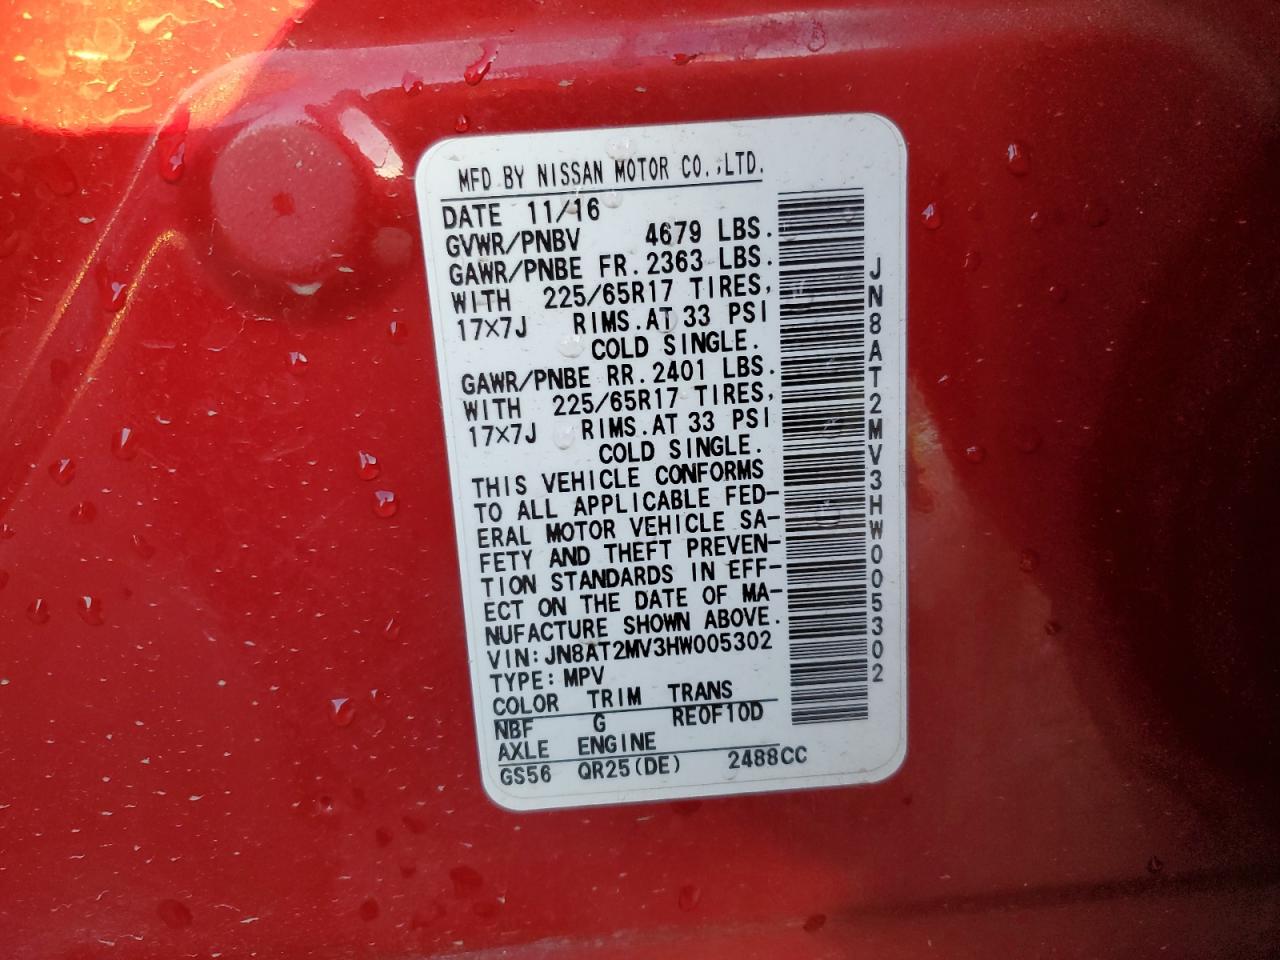 MFD BY NISSAN MOTOR CO.,LTD.
DATE 11/16
GVWR/PNBV 4679 LBS.
GAWR/PNBE FR. 2363 LBS.
WITH 225/65R17 TIRES,
17×7J RIMS.AT 33 PSI
COLD SINGLE.
GAWR/PNBE RR. 2401 LBS.
WITH 225/65R17 TIRES,
17×7J RIMS.AT 33 PSI
COLD SINGLE.
THIS VEHICLE CONFORMS
TO ALL APPLICABLE FED-
ERAL MOTOR VEHICLE SA-
FETY AND THEFT PREVEN-
TION STANDARDS IN EFF-
ECT ON THE DATE OF MA-
NUFACTURE SHOWN ABOVE.
VIN:JN8AT2MV3HW005302
TYPE:MPV
COLOR TRIM TRANS
NBF G RE0F10D
AXLE ENGINE
GS56 QR25(DE) 2488CC
JN8AT2MV3HW005302